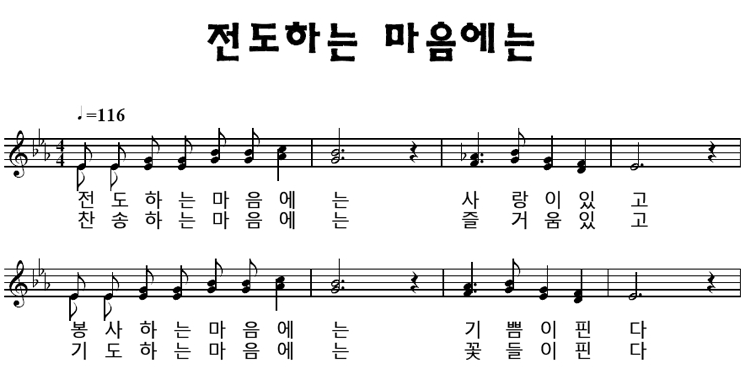 전도하는 마음에는
♩=116
전 도 하 는 마 음 에 는 사 랑 이 있 고
찬 송 하 는 마 음 에 는 즐 거 움 있 고
봉 사 하 는 마 음 에 는 기 쁨 이 핀 다
기 도 하 는 마 음 에 는 꽃 들 이 핀 다